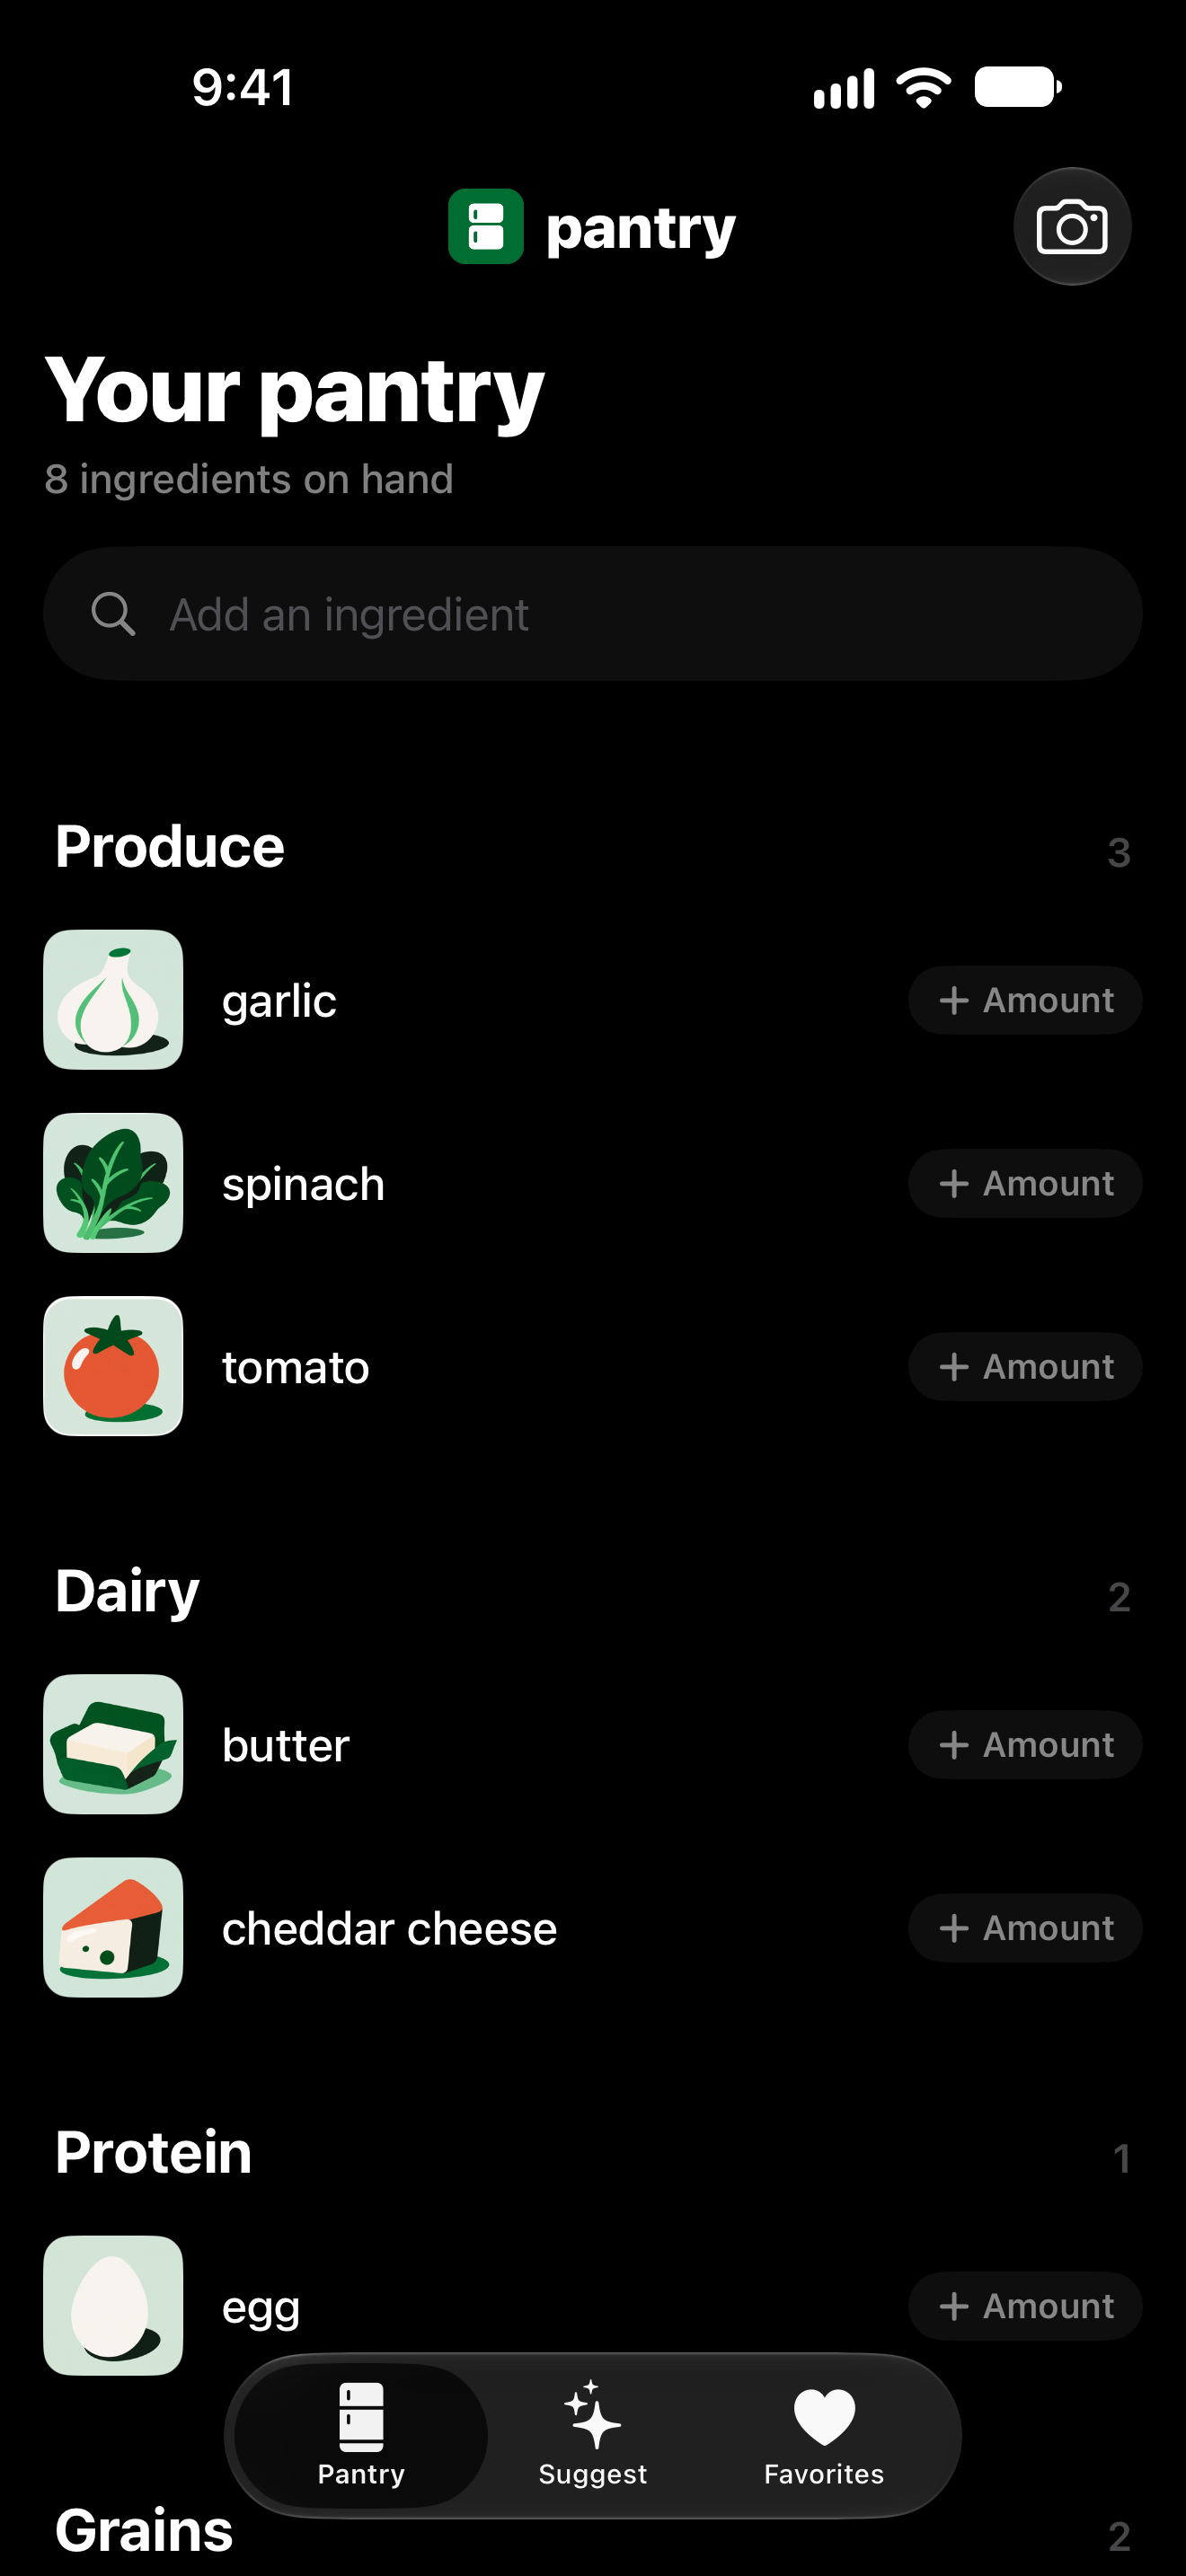 9:41
pantry
Your pantry
8 ingredients on hand
Add an ingredient
Produce 3
garlic + Amount
spinach + Amount
tomato + Amount
Dairy 2
butter + Amount
cheddar cheese + Amount
Protein 1
egg + Amount
Pantry Suggest Favorites
Grains 2